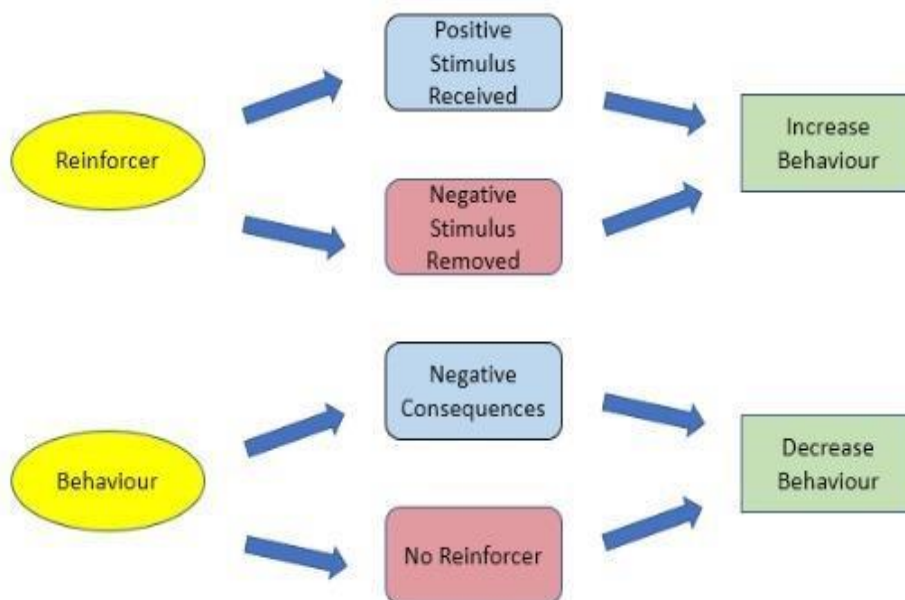 Positive
Stimulus
Received
Reinforcer
Increase
Behaviour
Negative
Stimulus
Removed
Negative
Consequences
Behaviour
Decrease
Behaviour
No Reinforcer